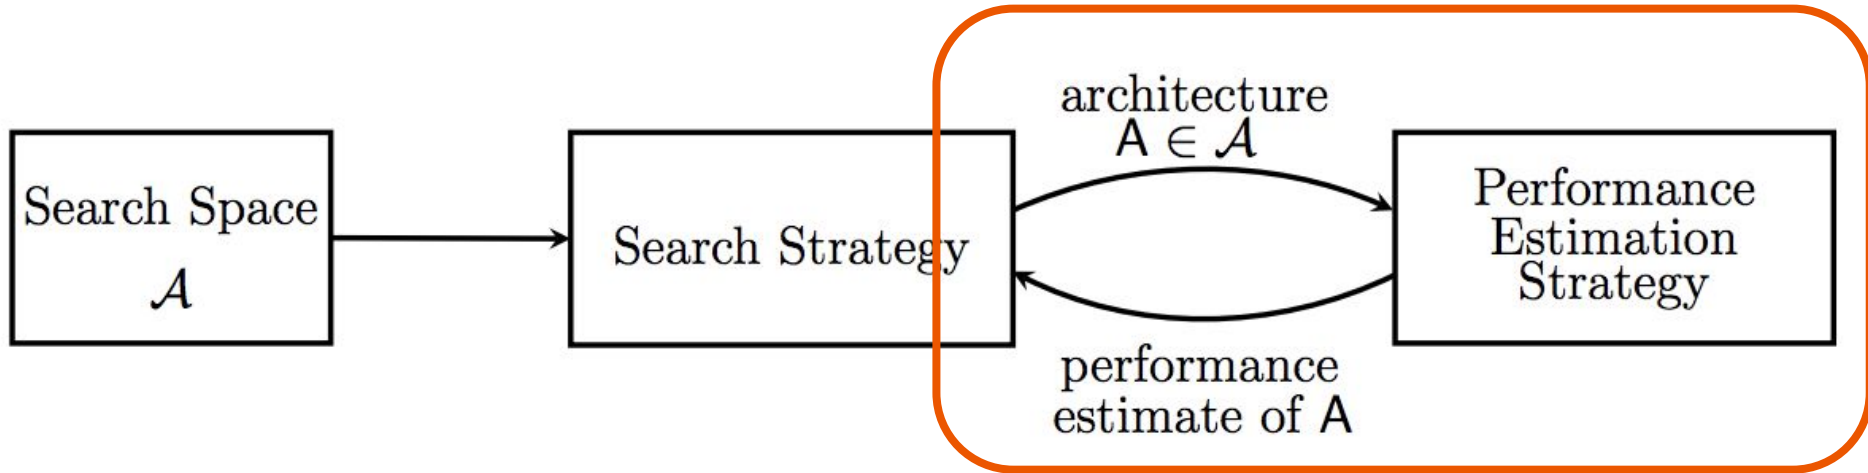 Search Space
𝒜
Search Strategy
architecture
A ∈ 𝒜
Performance
Estimation
Strategy
performance
estimate of A